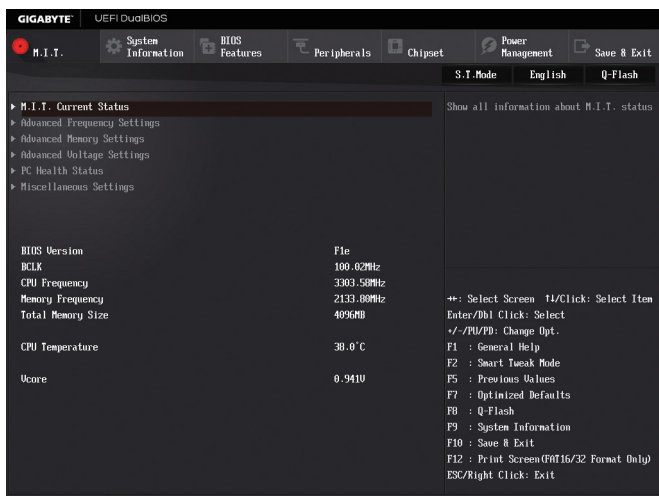 GIGABYTE™ UEFI DualBIOS
M.I.T.
System Information
BIOS Features
Peripherals
Chipset
Power Management
Save & Exit
S.T.Mode English Q-Flash
M.I.T. Current Status
Advanced Frequency Settings
Advanced Memory Settings
Advanced Voltage Settings
PC Health Status
Miscellaneous Settings
BIOS Version F1e
BCLK 100.02MHz
CPU Frequency 3303.58MHz
Memory Frequency 2133.80MHz
Total Memory Size 4096MB
CPU Temperature 38.0°C
Vcore 0.941V
Show all information about M.I.T. status
→←: Select Screen ↑↓/Click: Select Item
Enter/Dbl Click: Select
+/-/PU/PD: Change Opt.
F1 : General Help
F2 : Smart Tweak Mode
F5 : Previous Values
F7 : Optimized Defaults
F8 : Q-Flash
F9 : System Information
F10 : Save & Exit
F12 : Print Screen(FAT16/32 Format Only)
ESC/Right Click: Exit